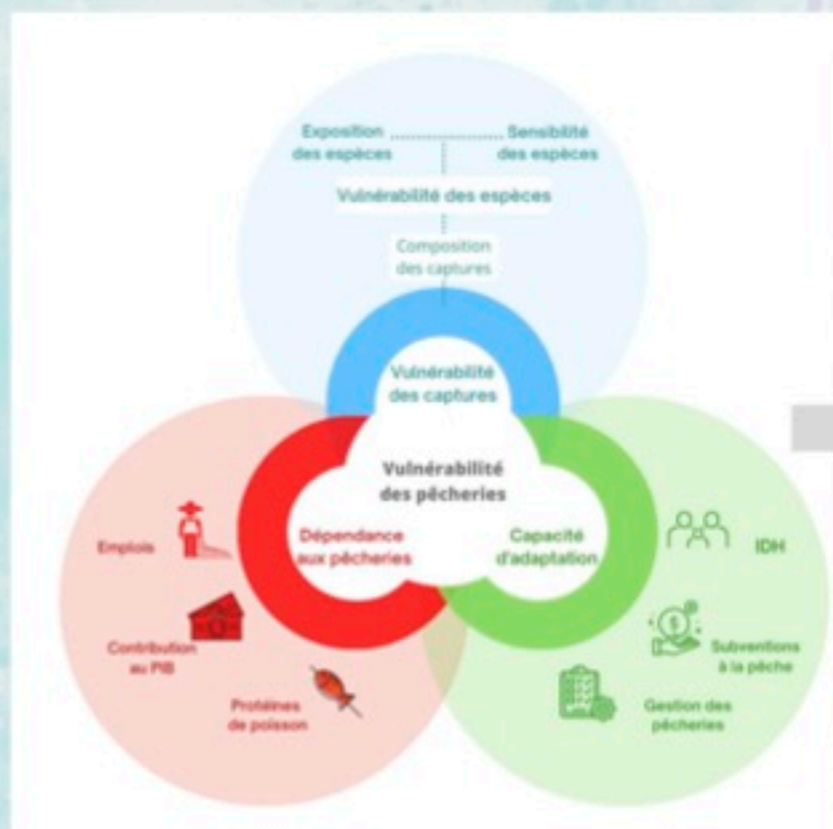 Exposition
des espèces
Sensibilité
des espèces
Vulnérabilité des espèces
Composition
des captures
Vulnérabilité
des captures
Vulnérabilité
des pêcheries
Dépendance
aux pêcheries
Capacité
d'adaptation
Emplois
Contribution
au PIB
Protéines
de poisson
IDH
Subventions
à la pêche
Gestion des
pêcheries